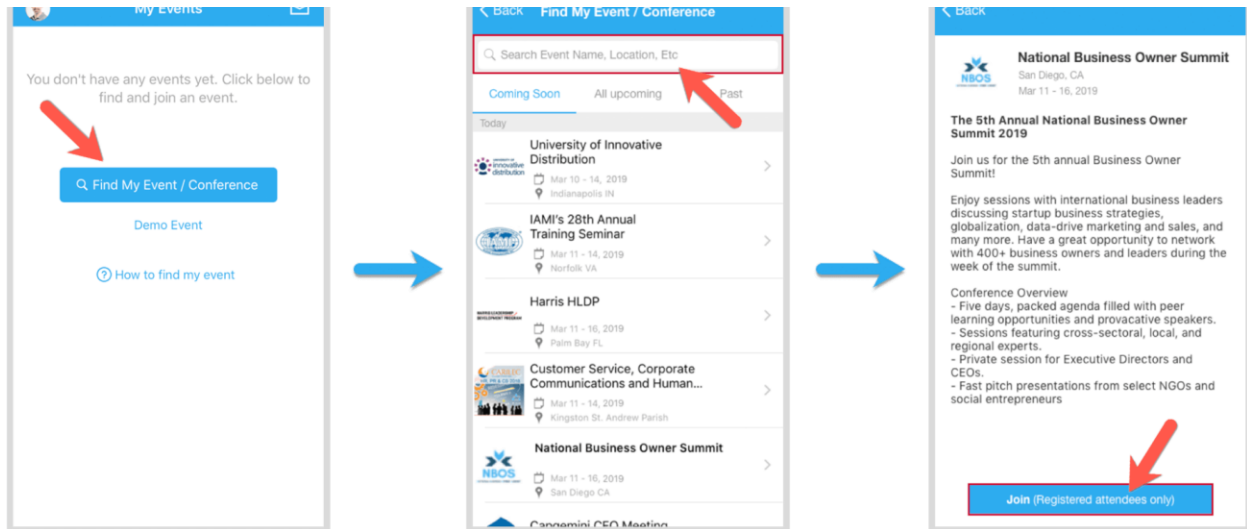 My Events
You don't have any events yet. Click below to
find and join an event.
Find My Event / Conference
Demo Event
How to find my event
Back
Find My Event / Conference
Search Event Name, Location, Etc
Coming Soon
All upcoming
Past
Today
University of Innovative
Distribution
Mar 10 - 14, 2019
Indianapolis IN
IAMI's 28th Annual
Training Seminar
Mar 11 - 14, 2019
Norfolk VA
Harris HLDP
Mar 11 - 16, 2019
Palm Bay FL
Customer Service, Corporate
Communications and Human...
Mar 11 - 14, 2019
Kingston St. Andrew Parish
NBOS
National Business Owner Summit
Mar 11 - 16, 2019
San Diego CA
Capgemini CFO Meeting
Back
NBOS
National Business Owner Summit
San Diego, CA
Mar 11 - 16, 2019
The 5th Annual National Business Owner
Summit 2019
Join us for the 5th annual Business Owner
Summit!
Enjoy sessions with international business leaders
discussing startup business strategies,
globalization, data-drive marketing and sales, and
many more. Have a great opportunity to network
with 400+ business owners and leaders during the
week of the summit.
Conference Overview
- Five days, packed agenda filled with peer
learning opportunities and provacative speakers.
- Sessions featuring cross-sectoral, local, and
regional experts.
- Private session for Executive Directors and
CEOs.
- Fast pitch presentations from select NGOs and
social entrepreneurs
Join (Registered attendees only)